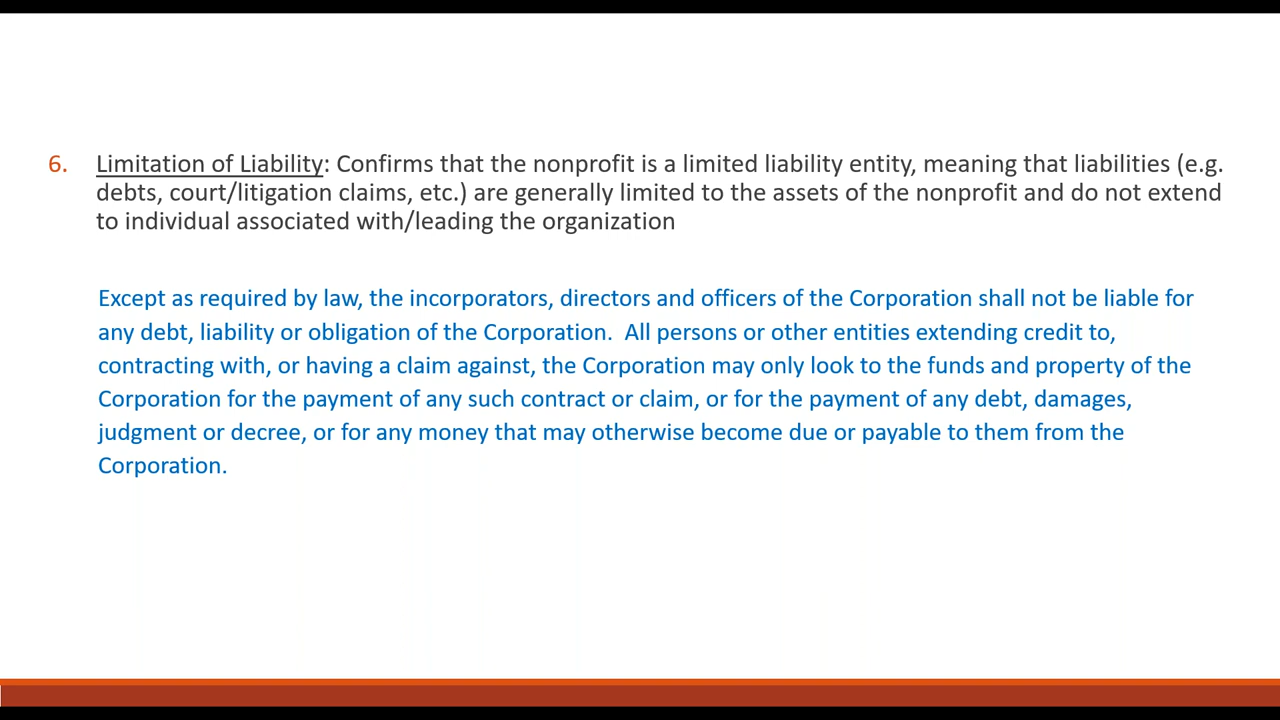 6. Limitation of Liability: Confirms that the nonprofit is a limited liability entity, meaning that liabilities (e.g.
debts, court/litigation claims, etc.) are generally limited to the assets of the nonprofit and do not extend
to individual associated with/leading the organization
Except as required by law, the incorporators, directors and officers of the Corporation shall not be liable for
any debt, liability or obligation of the Corporation.  All persons or other entities extending credit to,
contracting with, or having a claim against, the Corporation may only look to the funds and property of the
Corporation for the payment of any such contract or claim, or for the payment of any debt, damages,
judgment or decree, or for any money that may otherwise become due or payable to them from the
Corporation.